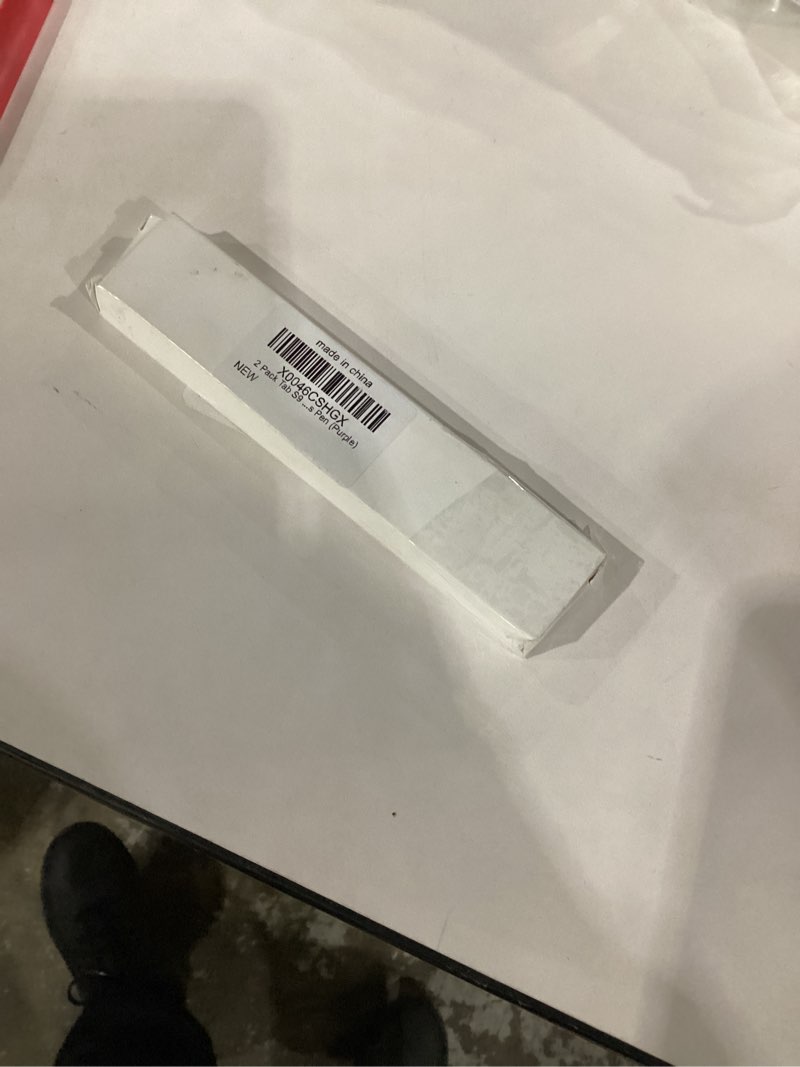 made in china
X0046CSHGX
2 Pack Tab S9 ...s Pen (Purple)
NEW